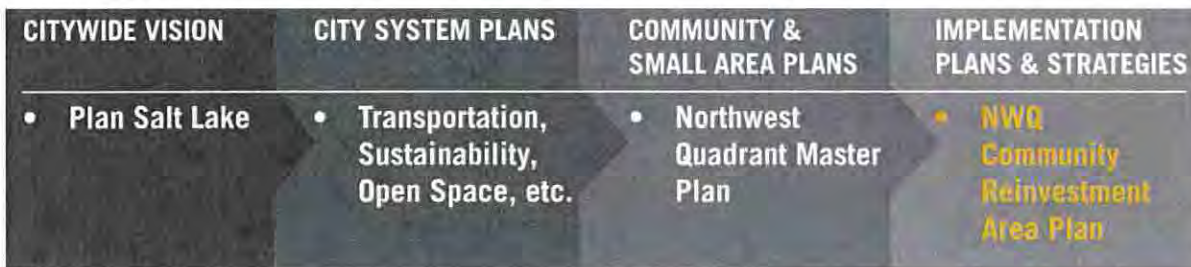 CITYWIDE VISION
• Plan Salt Lake
CITY SYSTEM PLANS
• Transportation,
Sustainability,
Open Space, etc.
COMMUNITY &
SMALL AREA PLANS
• Northwest
Quadrant Master
Plan
IMPLEMENTATION
PLANS & STRATEGIES
• NWQ
Community
Reinvestment
Area Plan